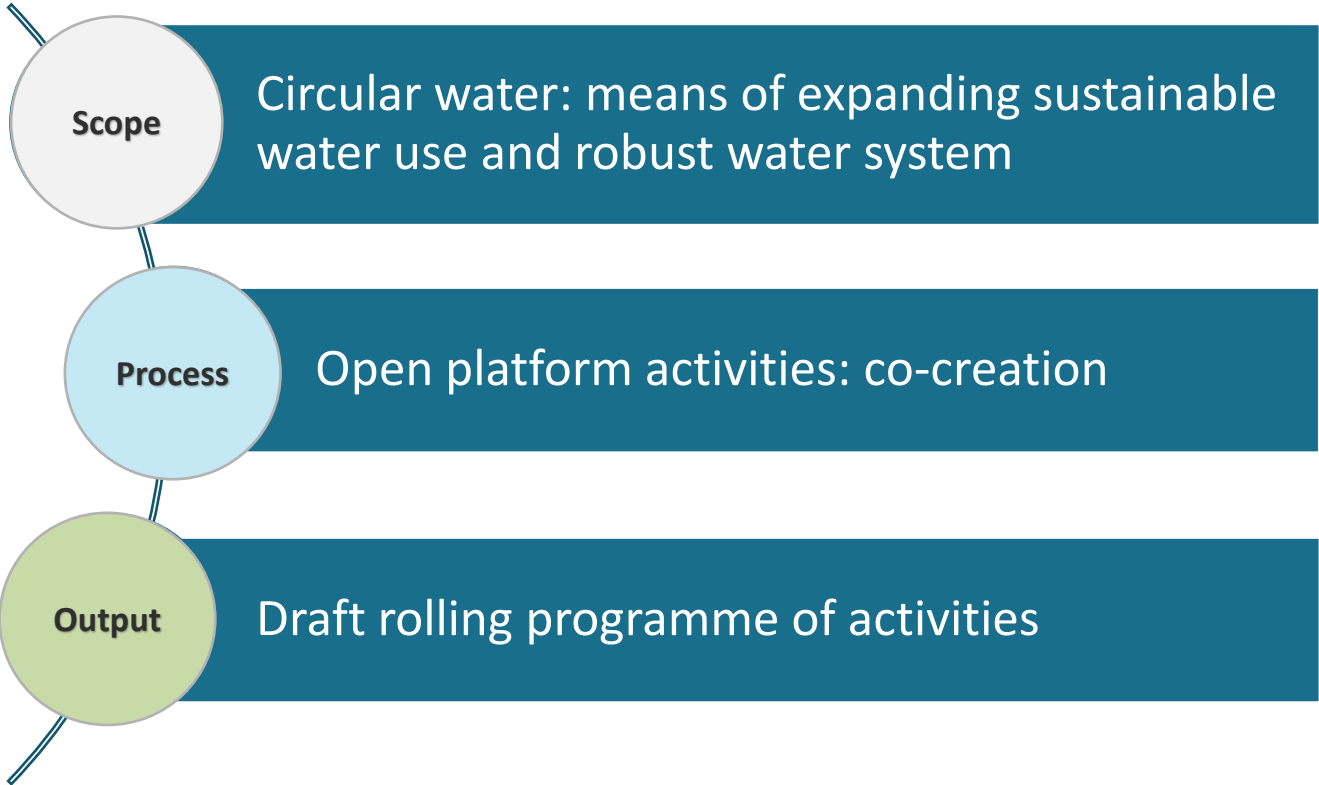 Scope
Circular water: means of expanding sustainable
water use and robust water system
Process
Open platform activities: co-creation
Output
Draft rolling programme of activities